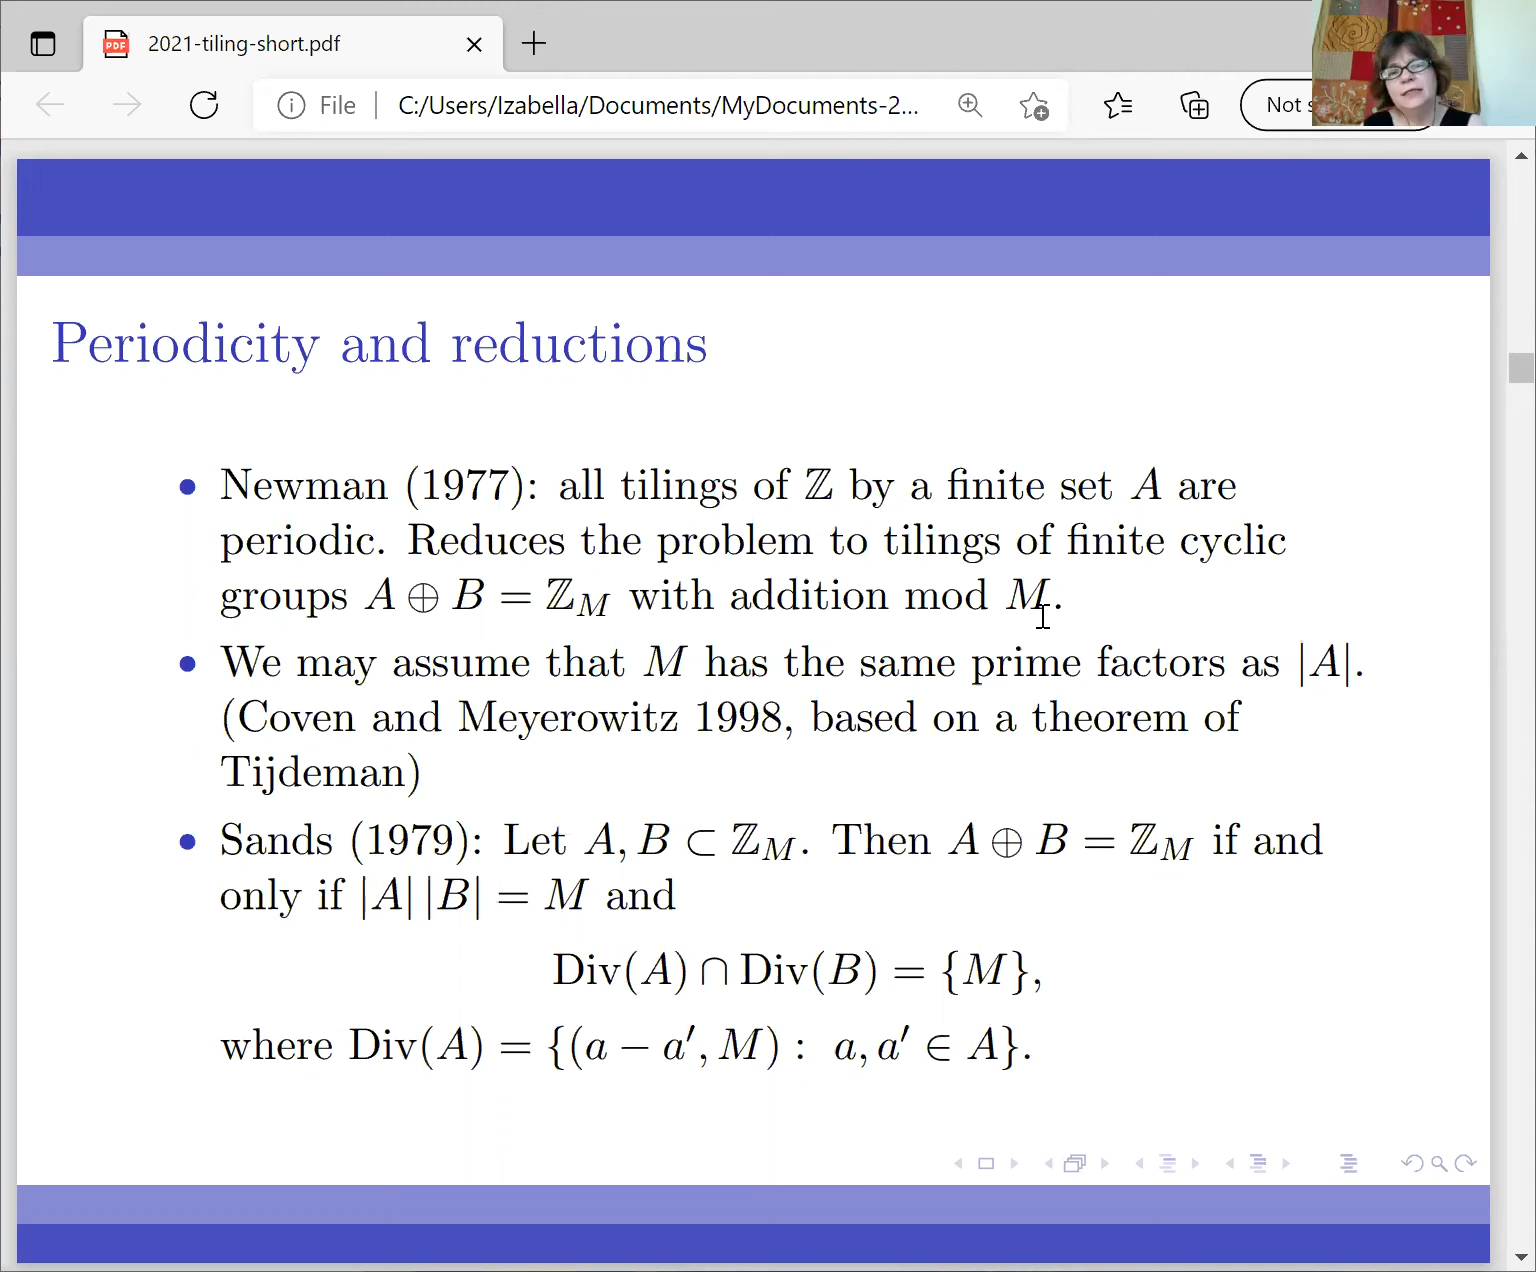 2021-tiling-short.pdf
File
C:/Users/Izabella/Documents/MyDocuments-2...
Not s
PDF
Periodicity and reductions
• Newman (1977): all tilings of ℤ by a finite set A are
periodic. Reduces the problem to tilings of finite cyclic
groups A ⊕ B = ℤ_M with addition mod M.
• We may assume that M has the same prime factors as |A|.
(Coven and Meyerowitz 1998, based on a theorem of
Tijdeman)
• Sands (1979): Let A, B ⊂ ℤ_M. Then A ⊕ B = ℤ_M if and
only if |A| |B| = M and
Div(A) ∩ Div(B) = {M},
where Div(A) = {(a − a′, M) : a, a′ ∈ A}.